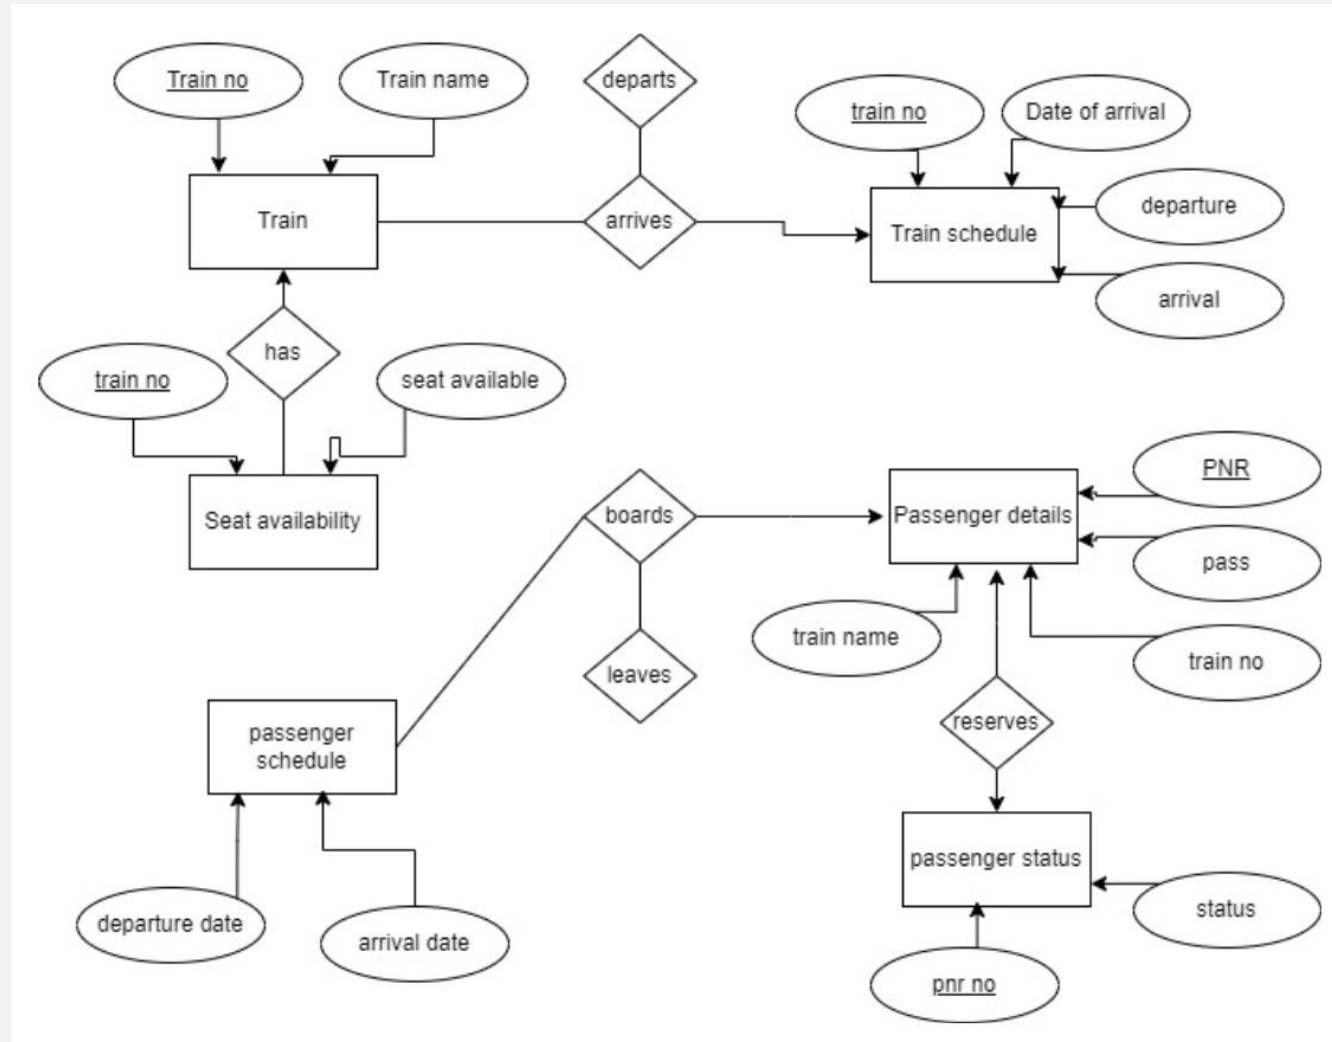 Train no
Train name
departs
train no
Date of arrival
departure
Train
arrives
Train schedule
arrival
has
train no
seat available
Seat availability
boards
Passenger details
PNR
pass
train name
train no
leaves
reserves
passenger
schedule
passenger status
departure date
arrival date
status
pnr no